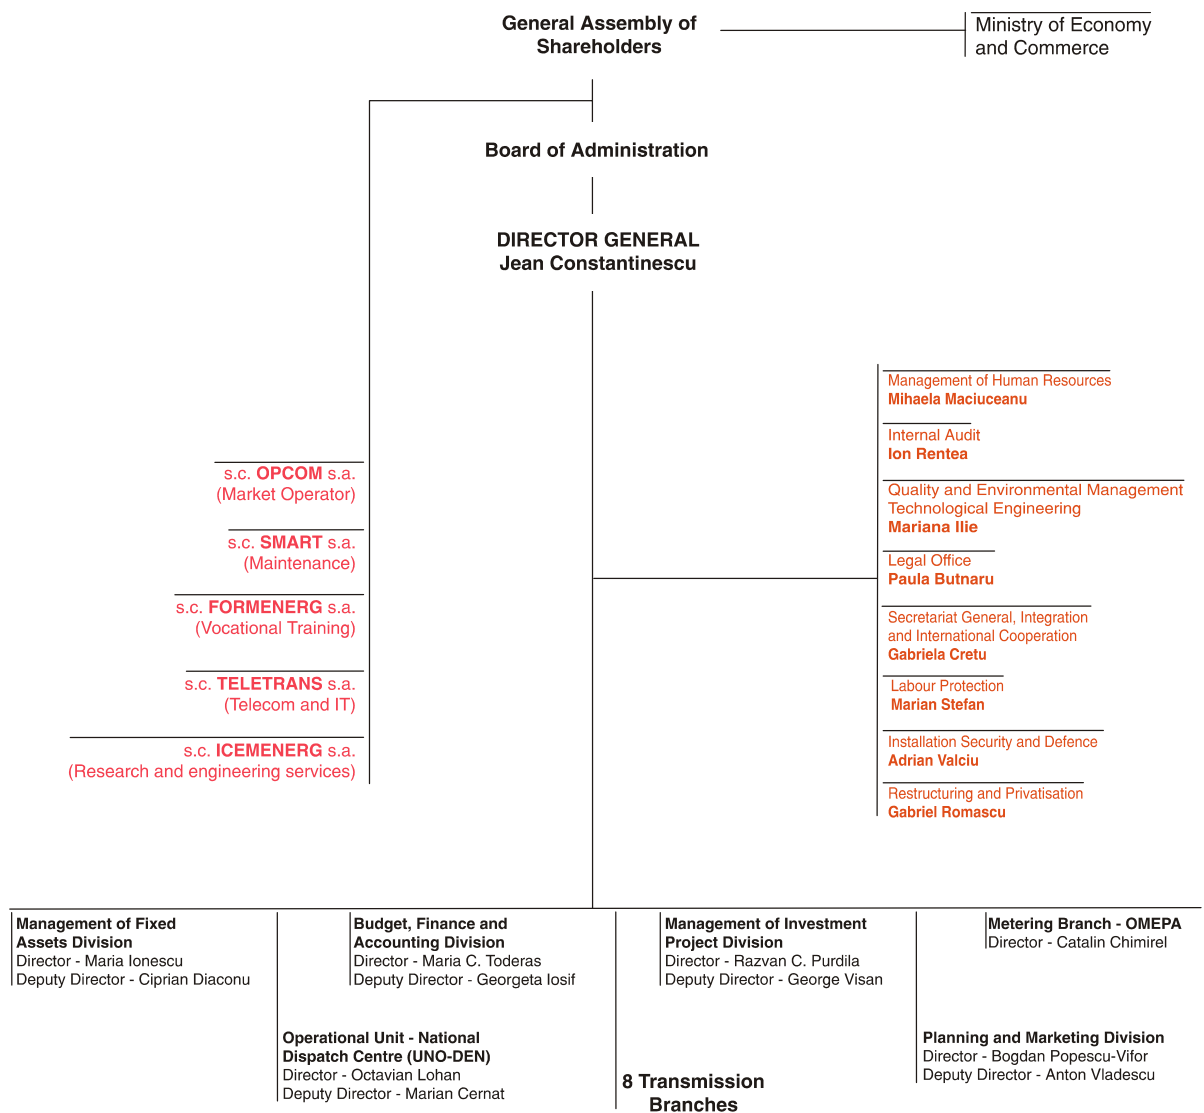 General Assembly of
Shareholders
Ministry of Economy
and Commerce
Board of Administration
DIRECTOR GENERAL
Jean Constantinescu
s.c. OPCOM s.a.
(Market Operator)
s.c. SMART s.a.
(Maintenance)
s.c. FORMENERG s.a.
(Vocational Training)
s.c. TELETRANS s.a.
(Telecom and IT)
s.c. ICEMENERG s.a.
(Research and engineering services)
Management of Human Resources
Mihaela Maciuceanu
Internal Audit
Ion Rentea
Quality and Environmental Management
Technological Engineering
Mariana Ilie
Legal Office
Paula Butnaru
Secretariat General, Integration
and International Cooperation
Gabriela Cretu
Labour Protection
Marian Stefan
Installation Security and Defence
Adrian Valciu
Restructuring and Privatisation
Gabriel Romascu
Management of Fixed
Assets Division
Director - Maria Ionescu
Deputy Director - Ciprian Diaconu
Budget, Finance and
Accounting Division
Director - Maria C. Toderas
Deputy Director - Georgeta Iosif
Management of Investment
Project Division
Director - Razvan C. Purdila
Deputy Director - George Visan
Metering Branch - OMEPA
Director - Catalin Chimirel
Operational Unit - National
Dispatch Centre (UNO-DEN)
Director - Octavian Lohan
Deputy Director - Marian Cernat
8 Transmission
Branches
Planning and Marketing Division
Director - Bogdan Popescu-Vifor
Deputy Director - Anton Vladescu